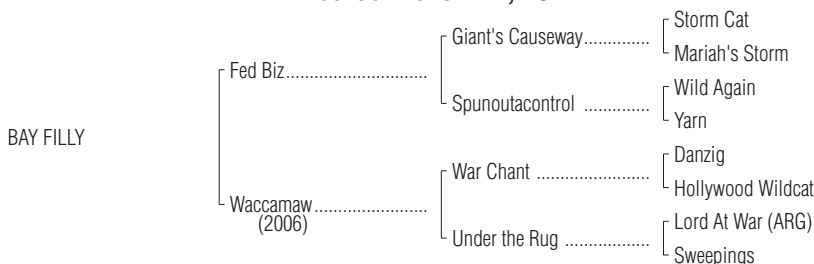 Storm Cat
Giant's Causeway..............
Mariah's Storm
Fed Biz.............................
Wild Again
Spunoutacontrol ..............
Yarn
BAY FILLY
Danzig
War Chant .......................
Hollywood Wildcat
Waccamaw.......................
(2006)
Lord At War (ARG)
Under the Rug .................
Sweepings